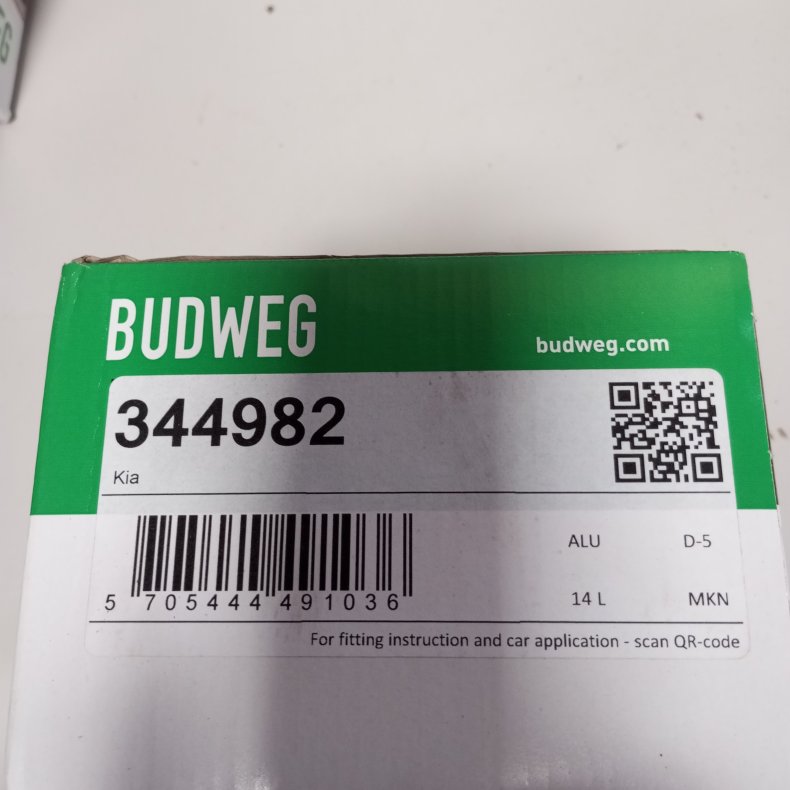 BUDWEG
budweg.com
344982
Kia
ALU D-5
5 705444 491036
14 L MKN
For fitting instruction and car application - scan QR-code